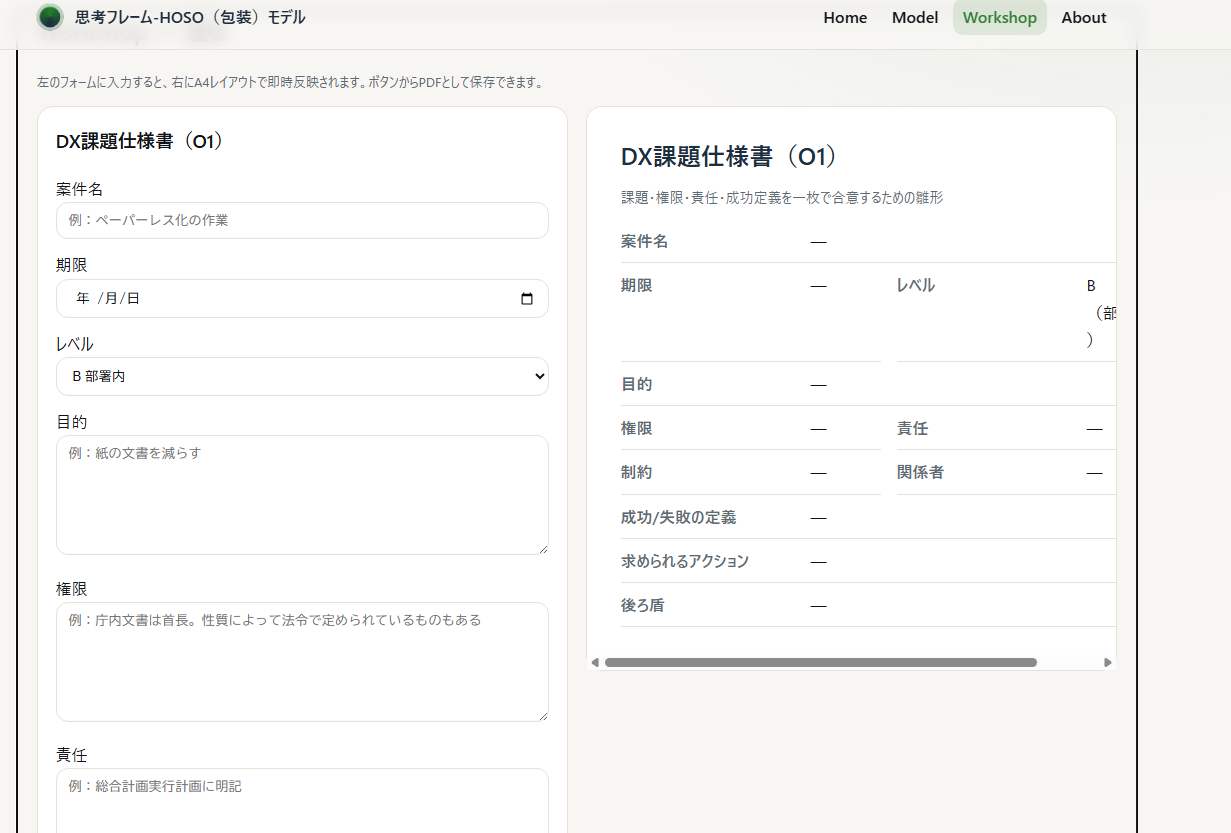 思考フレーム-HOSO（包装）モデル
Home Model Workshop About
左のフォームに入力すると、右にA4レイアウトで即時反映されます。ボタンからPDFとして保存できます。
DX課題仕様書（O1）
案件名
例：ペーパーレス化の作業
期限
年 /月/日
レベル
B 部署内
目的
例：紙の文書を減らす
権限
例：庁内文書は首長。性質によって法令で定められているものもある
責任
例：総合計画実行計画に明記
DX課題仕様書（O1）
課題・権限・責任・成功定義を一枚で合意するための雛形
案件名 —
期限 — レベル B
（部
）
目的 —
権限 — 責任 —
制約 — 関係者 —
成功/失敗の定義 —
求められるアクション —
後ろ盾 —